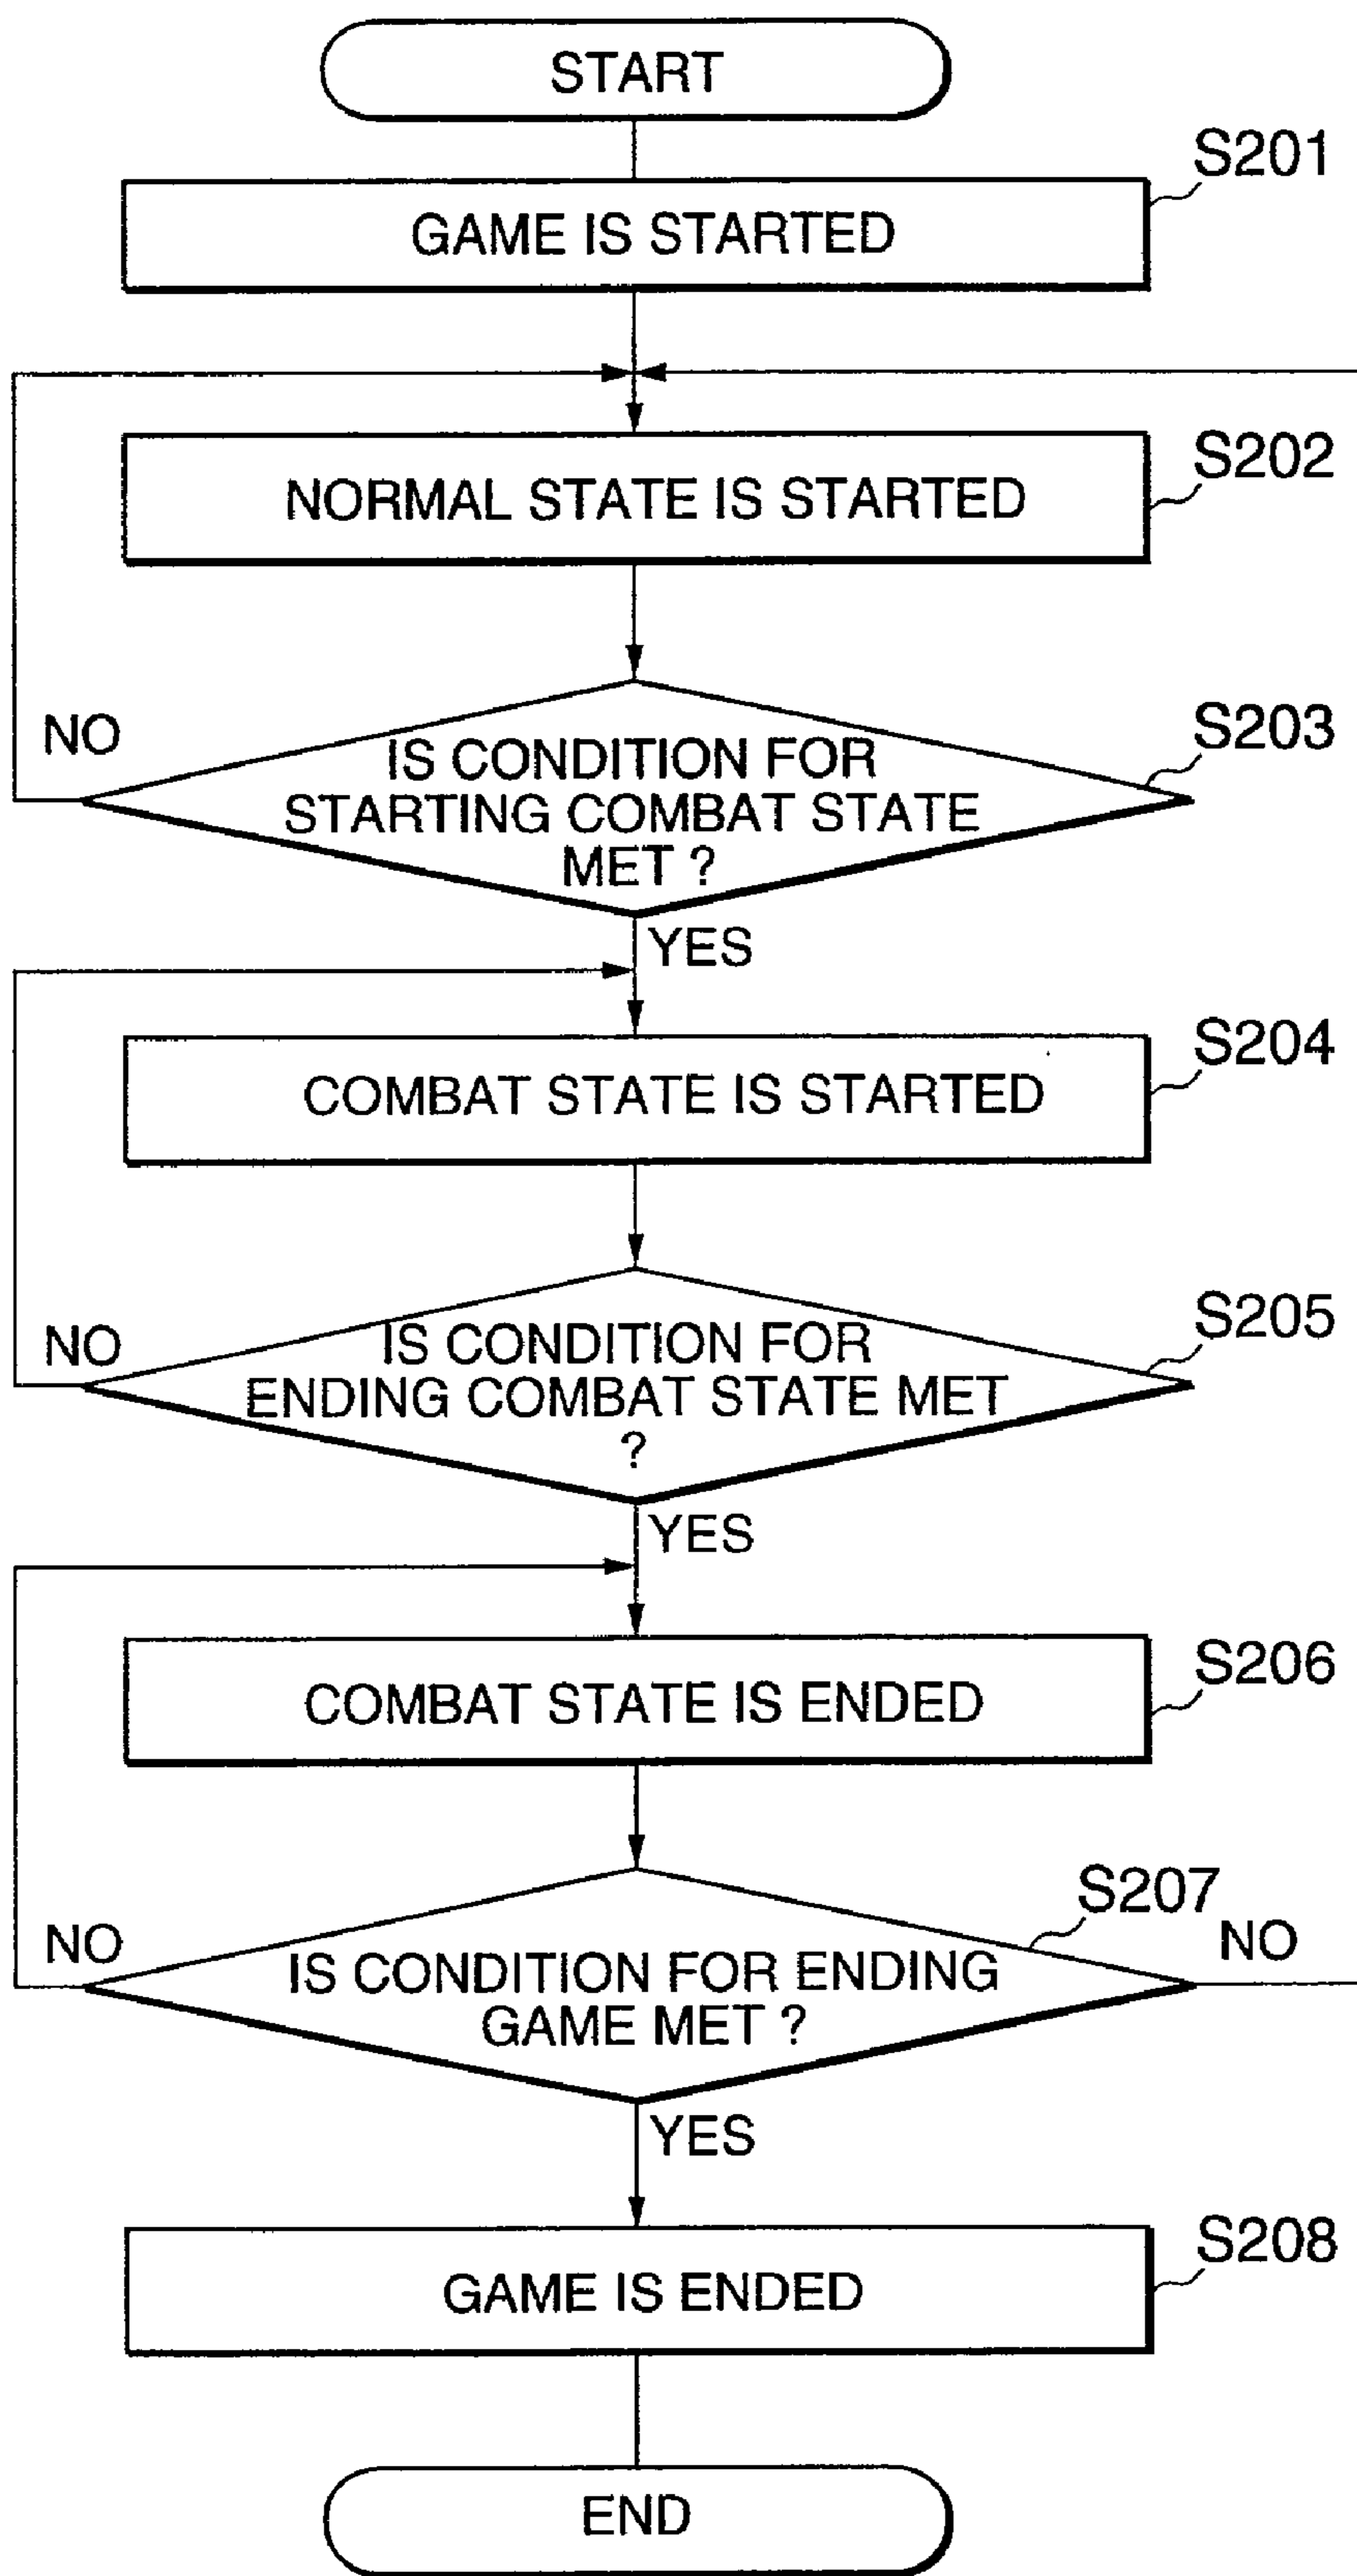 START
S201
GAME IS STARTED
S202
NORMAL STATE IS STARTED
S203
NO
IS CONDITION FOR
STARTING COMBAT STATE
MET ?
YES
S204
COMBAT STATE IS STARTED
S205
NO
IS CONDITION FOR
ENDING COMBAT STATE MET
?
YES
S206
COMBAT STATE IS ENDED
S207
NO
NO
IS CONDITION FOR ENDING
GAME MET ?
YES
S208
GAME IS ENDED
END